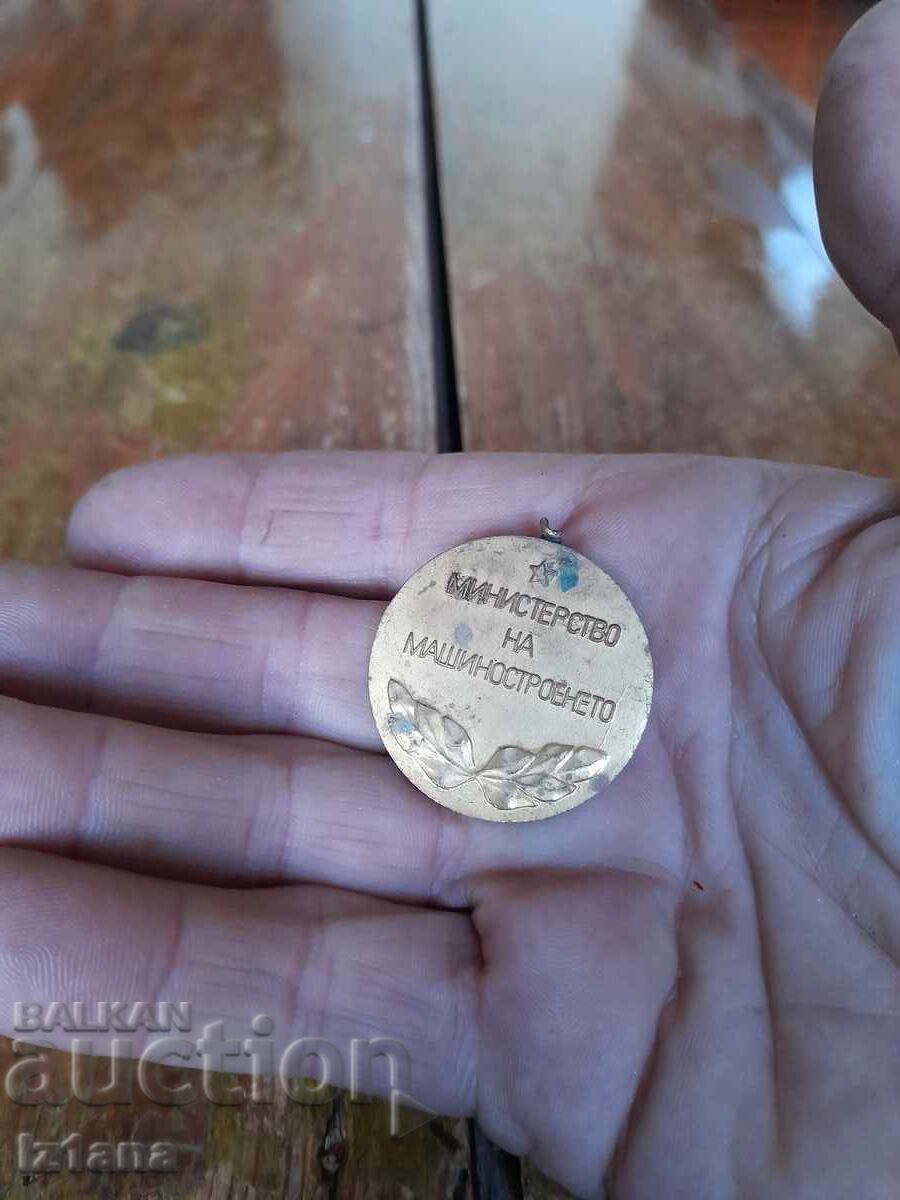 МИНИСТЕРСТВО
НА
МАШИНОСТРОЕНЕТО
BALKAN
auction
Iz1ana